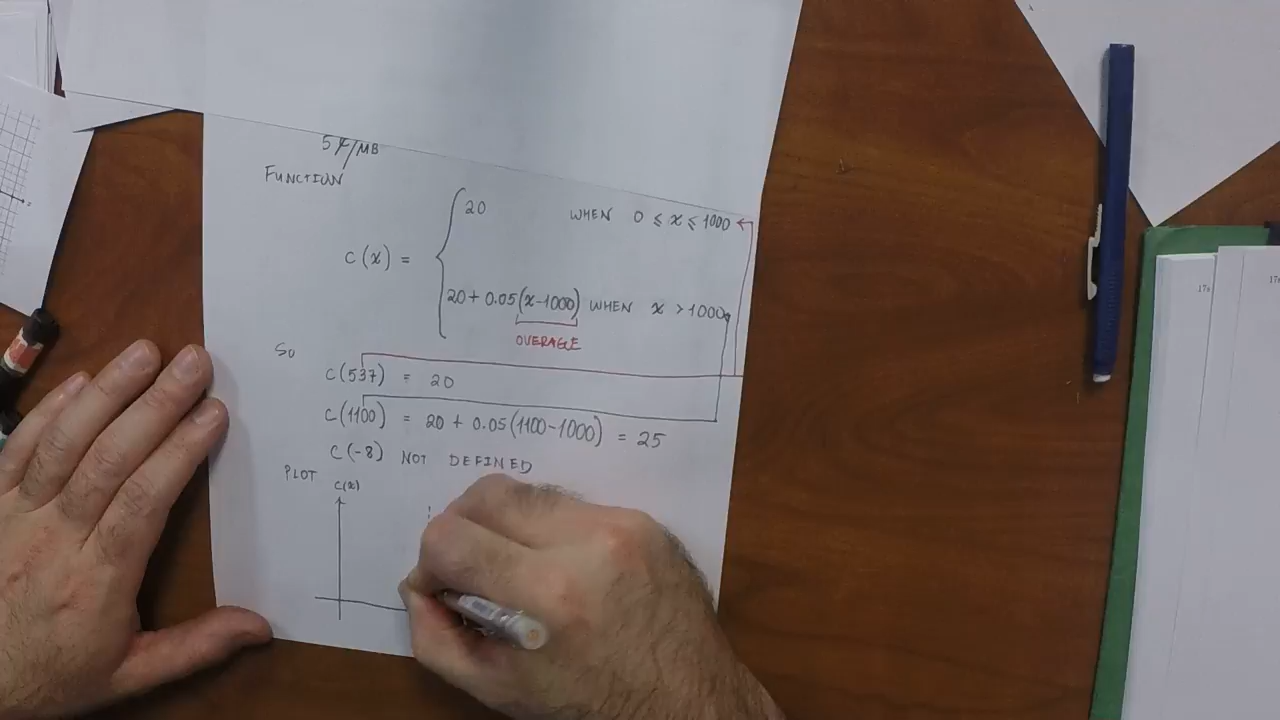 5¢/MB
FUNCTION
20 WHEN 0 ⩽ x ⩽ 1000
C(x) =
20 + 0.05(x-1000) WHEN x > 1000
OVERAGE
SO
C(537) = 20
C(1100) = 20 + 0.05(1100-1000) = 25
C(-8) NOT DEFINED
PLOT C(x)